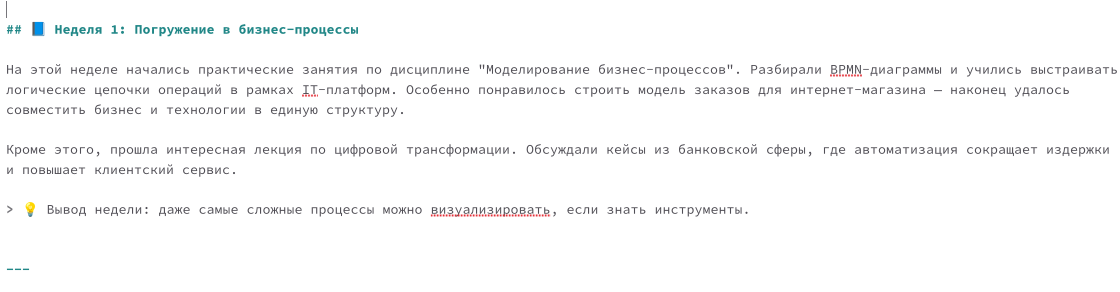 ## 📘 Неделя 1: Погружение в бизнес-процессы
На этой неделе начались практические занятия по дисциплине "Моделирование бизнес-процессов". Разбирали BPMN-диаграммы и учились выстраивать
логические цепочки операций в рамках IT-платформ. Особенно понравилось строить модель заказов для интернет-магазина — наконец удалось
совместить бизнес и технологии в единую структуру.
Кроме этого, прошла интересная лекция по цифровой трансформации. Обсуждали кейсы из банковской сферы, где автоматизация сокращает издержки
и повышает клиентский сервис.
> 💡 Вывод недели: даже самые сложные процессы можно визуализировать, если знать инструменты.
---